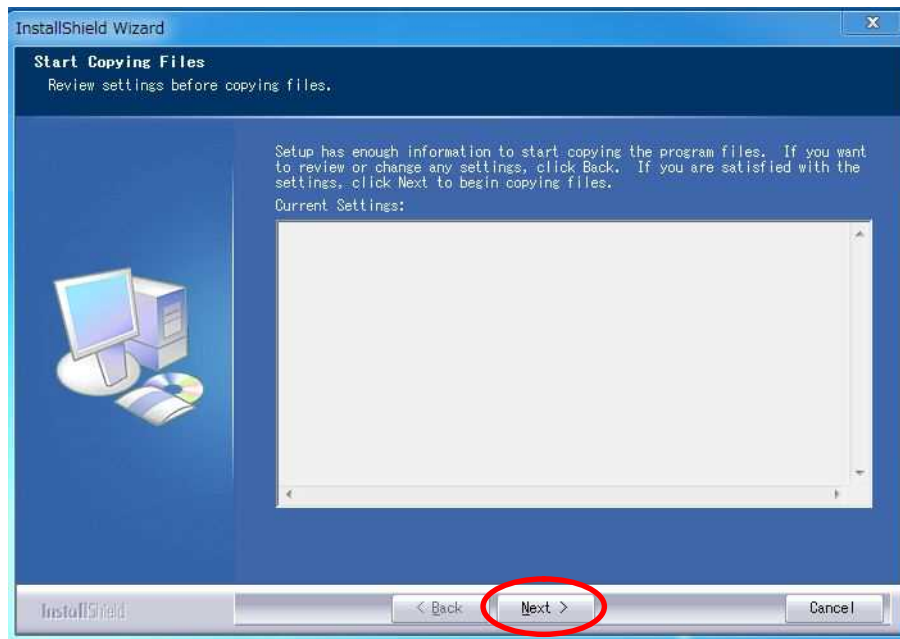 InstallShield Wizard
X
Start Copying Files
Review settings before copying files.
Setup has enough information to start copying the program files. If you want
to review or change any settings, click Back. If you are satisfied with the
settings, click Next to begin copying files.
Current Settings:
InstallShield
< Back
Next >
Cancel